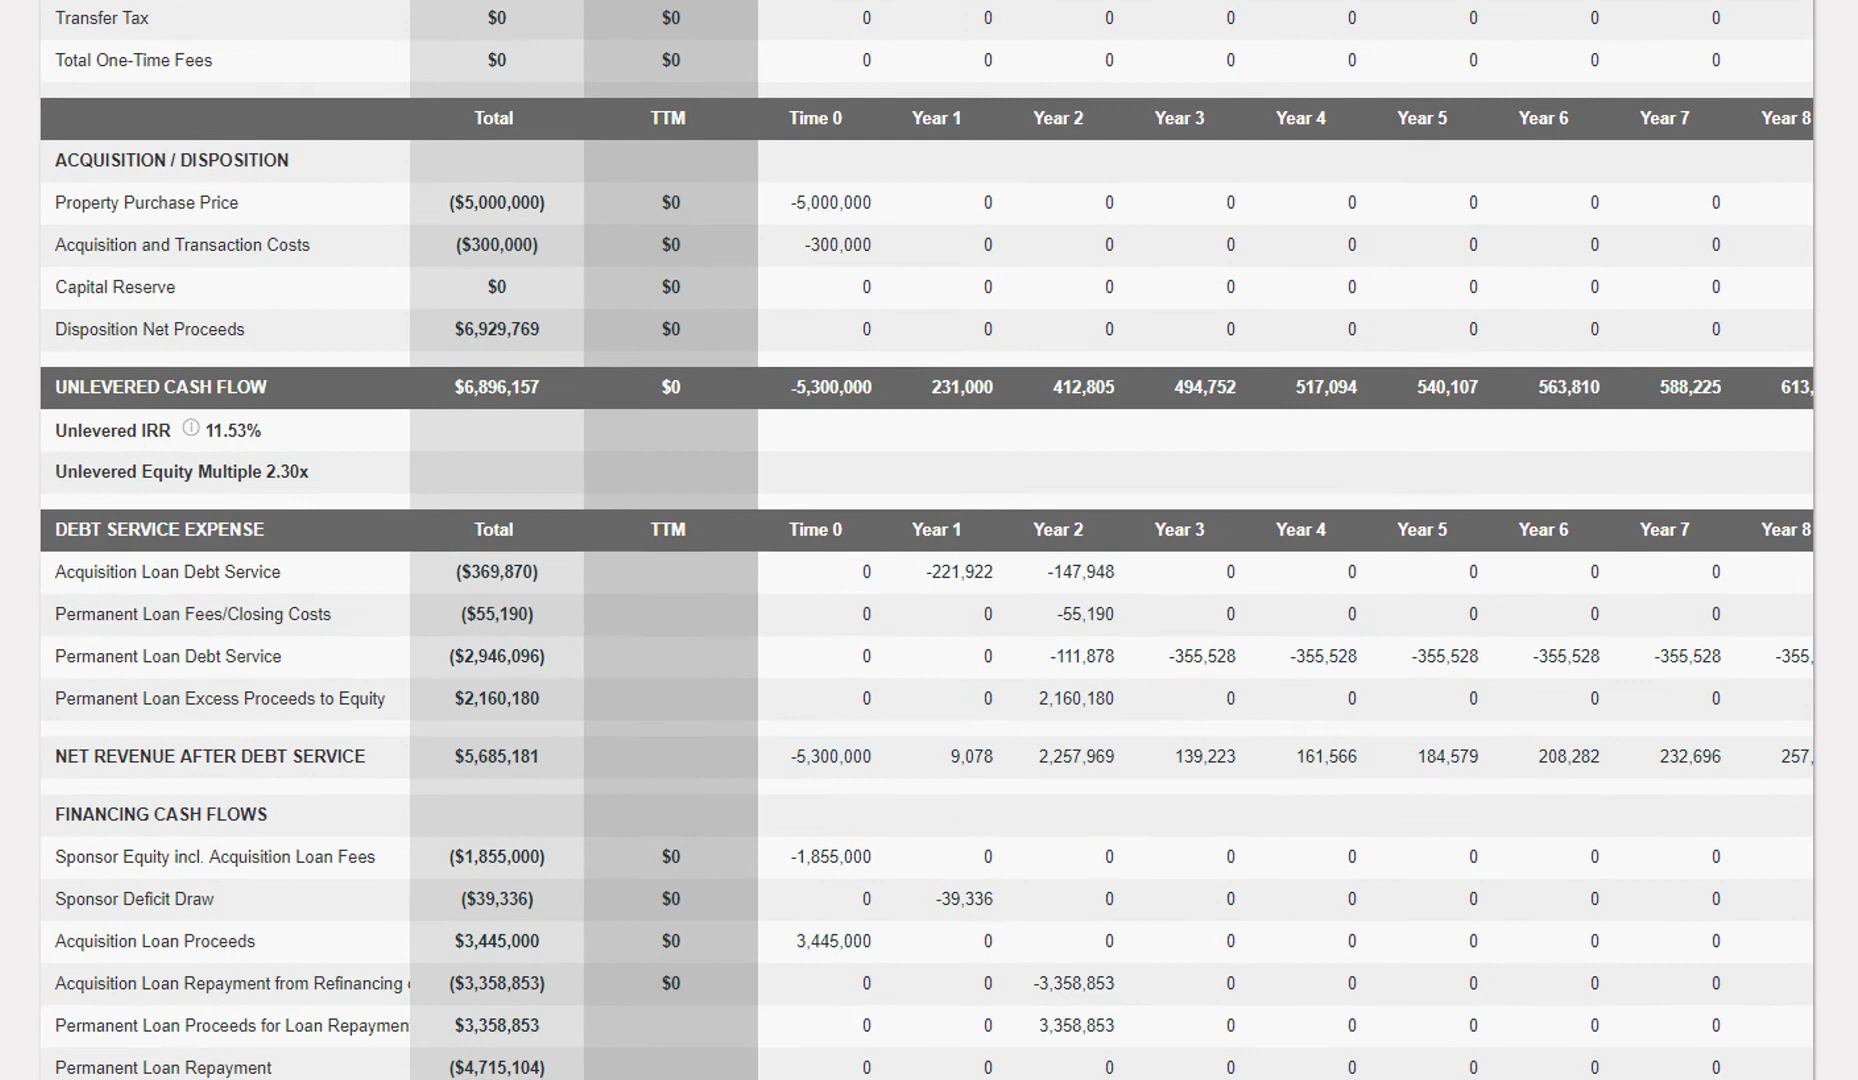 Transfer Tax $0 $0 0 0 0 0 0 0 0 0
Total One-Time Fees $0 $0 0 0 0 0 0 0 0 0
Total TTM Time 0 Year 1 Year 2 Year 3 Year 4 Year 5 Year 6 Year 7 Year 8
ACQUISITION / DISPOSITION
Property Purchase Price ($5,000,000) $0 -5,000,000 0 0 0 0 0 0 0
Acquisition and Transaction Costs ($300,000) $0 -300,000 0 0 0 0 0 0 0
Capital Reserve $0 $0 0 0 0 0 0 0 0 0
Disposition Net Proceeds $6,929,769 $0 0 0 0 0 0 0 0 0
UNLEVERED CASH FLOW $6,896,157 $0 -5,300,000 231,000 412,805 494,752 517,094 540,107 563,810 588,225 613,
Unlevered IRR ⓘ 11.53%
Unlevered Equity Multiple 2.30x
DEBT SERVICE EXPENSE Total TTM Time 0 Year 1 Year 2 Year 3 Year 4 Year 5 Year 6 Year 7 Year 8
Acquisition Loan Debt Service ($369,870) 0 -221,922 -147,948 0 0 0 0 0
Permanent Loan Fees/Closing Costs ($55,190) 0 0 -55,190 0 0 0 0 0
Permanent Loan Debt Service ($2,946,096) 0 0 -111,878 -355,528 -355,528 -355,528 -355,528 -355,528 -355,
Permanent Loan Excess Proceeds to Equity $2,160,180 0 0 2,160,180 0 0 0 0 0
NET REVENUE AFTER DEBT SERVICE $5,685,181 -5,300,000 9,078 2,257,969 139,223 161,566 184,579 208,282 232,696 257,
FINANCING CASH FLOWS
Sponsor Equity incl. Acquisition Loan Fees ($1,855,000) $0 -1,855,000 0 0 0 0 0 0 0
Sponsor Deficit Draw ($39,336) $0 0 -39,336 0 0 0 0 0 0
Acquisition Loan Proceeds $3,445,000 $0 3,445,000 0 0 0 0 0 0 0
Acquisition Loan Repayment from Refinancing ($3,358,853) $0 0 0 -3,358,853 0 0 0 0 0
Permanent Loan Proceeds for Loan Repayment $3,358,853 0 0 3,358,853 0 0 0 0 0
Permanent Loan Repayment ($4,715,104) 0 0 0 0 0 0 0 0